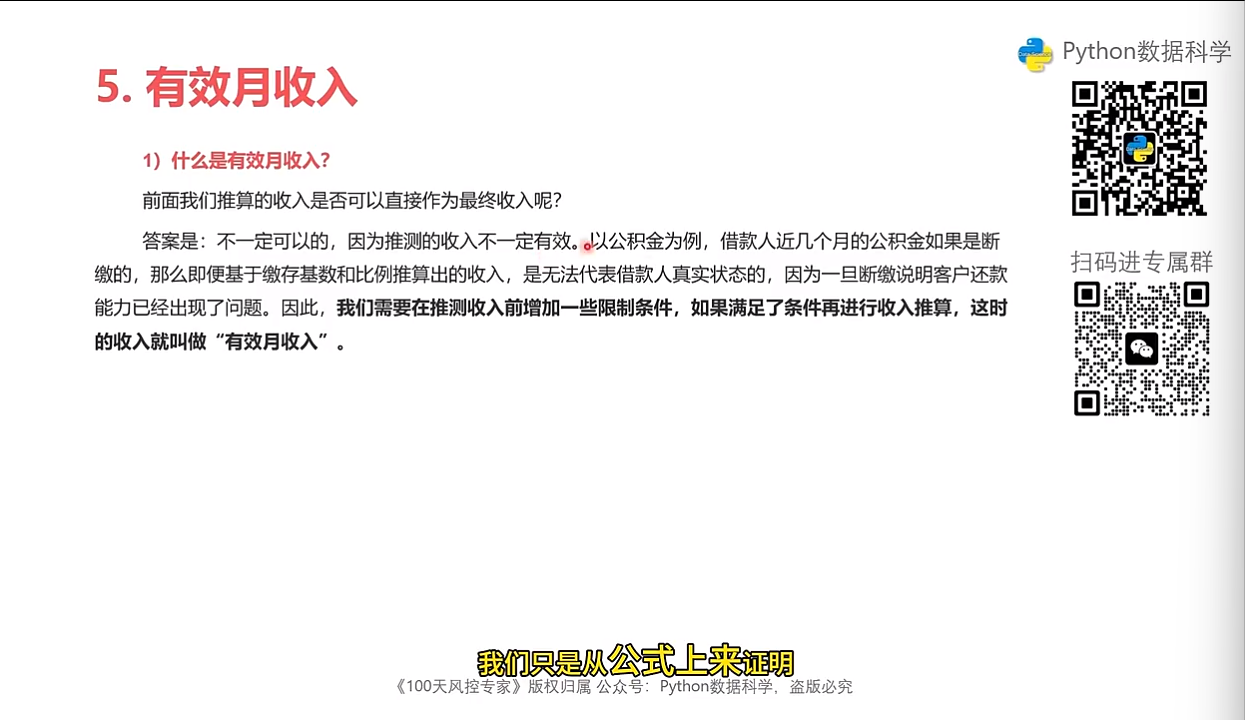 Python数据科学
5. 有效月收入
1）什么是有效月收入？
前面我们推算的收入是否可以直接作为最终收入呢？
答案是：不一定可以的，因为推测的收入不一定有效。以公积金为例，借款人近几个月的公积金如果是断
缴的，那么即便基于缴存基数和比例推算出的收入，是无法代表借款人真实状态的，因为一旦断缴说明客户还款
能力已经出现了问题。因此，我们需要在推测收入前增加一些限制条件，如果满足了条件再进行收入推算，这时
的收入就叫做“有效月收入”。
扫码进专属群
我们只是从公式上来证明
《100天风控专家》版权归属 公众号：Python数据科学，盗版必究